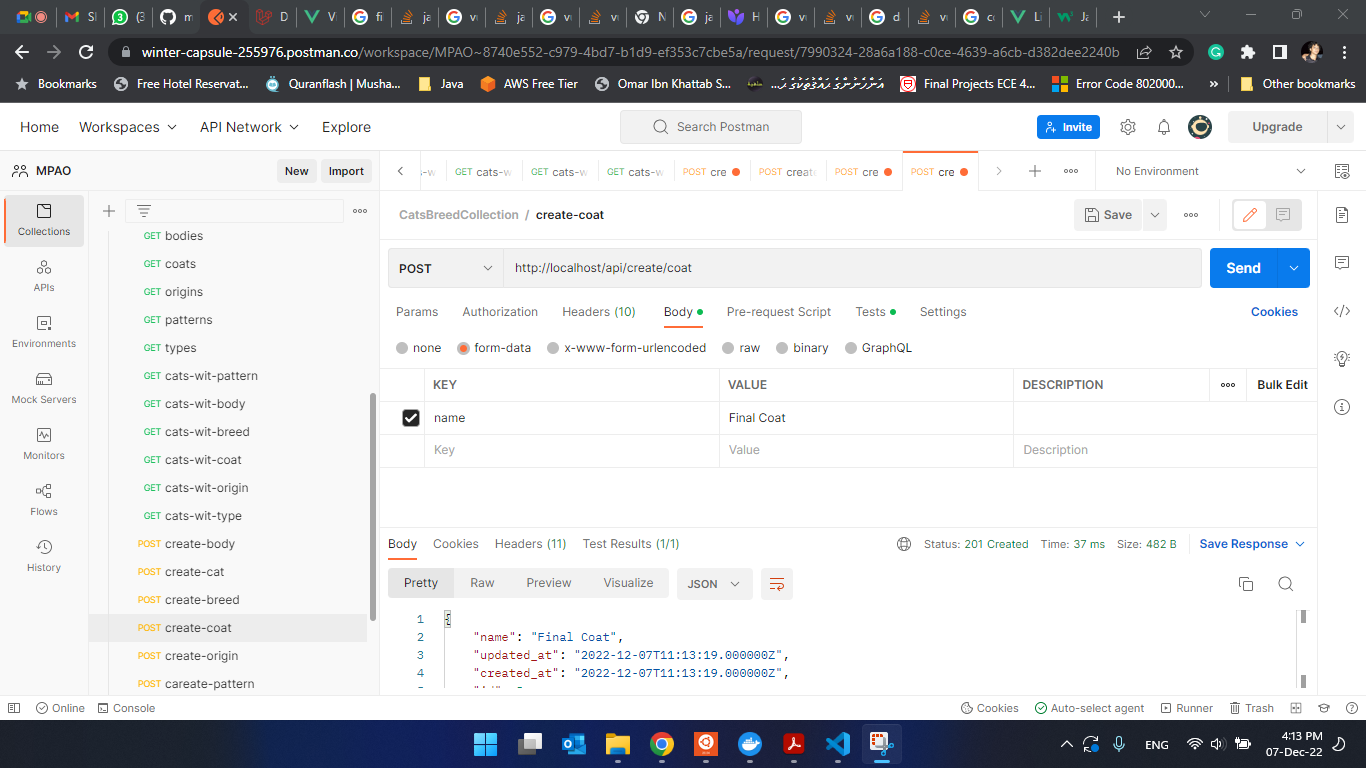 winter-capsule-255976.postman.co/workspace/MPAO~8740e552-c979-4bd7-b1d9-ef353c7cbe5a/request/7990324-28a6a188-c0ce-4639-a6cb-d382dee2240b
Bookmarks Free Hotel Reservat... Quranflash | Musha... Java AWS Free Tier Omar Ibn Khattab S... Final Projects ECE 4... Error Code 802000... » Other bookmarks
Home Workspaces API Network Explore Search Postman Invite Upgrade
MPAO New Import GET cats-w GET cats-w GET cats-w POST cre POST create POST cre POST cre No Environment
CatsBreedCollection / create-coat Save
Collections
APIs
Environments
Mock Servers
Monitors
Flows
History
GET bodies
GET coats
GET origins
GET patterns
GET types
GET cats-wit-pattern
GET cats-wit-body
GET cats-wit-breed
GET cats-wit-coat
GET cats-wit-origin
GET cats-wit-type
POST create-body
POST create-cat
POST create-breed
POST create-coat
POST create-origin
POST careate-pattern
POST http://localhost/api/create/coat Send
Params Authorization Headers (10) Body Pre-request Script Tests Settings Cookies
none form-data x-www-form-urlencoded raw binary GraphQL
KEY VALUE DESCRIPTION Bulk Edit
name Final Coat
Key Value Description
Body Cookies Headers (11) Test Results (1/1) Status: 201 Created Time: 37 ms Size: 482 B Save Response
Pretty Raw Preview Visualize JSON
1 {
2 "name": "Final Coat",
3 "updated_at": "2022-12-07T11:13:19.000000Z",
4 "created_at": "2022-12-07T11:13:19.000000Z",
Online Console Cookies Auto-select agent Runner Trash
ENG 4:13 PM
07-Dec-22